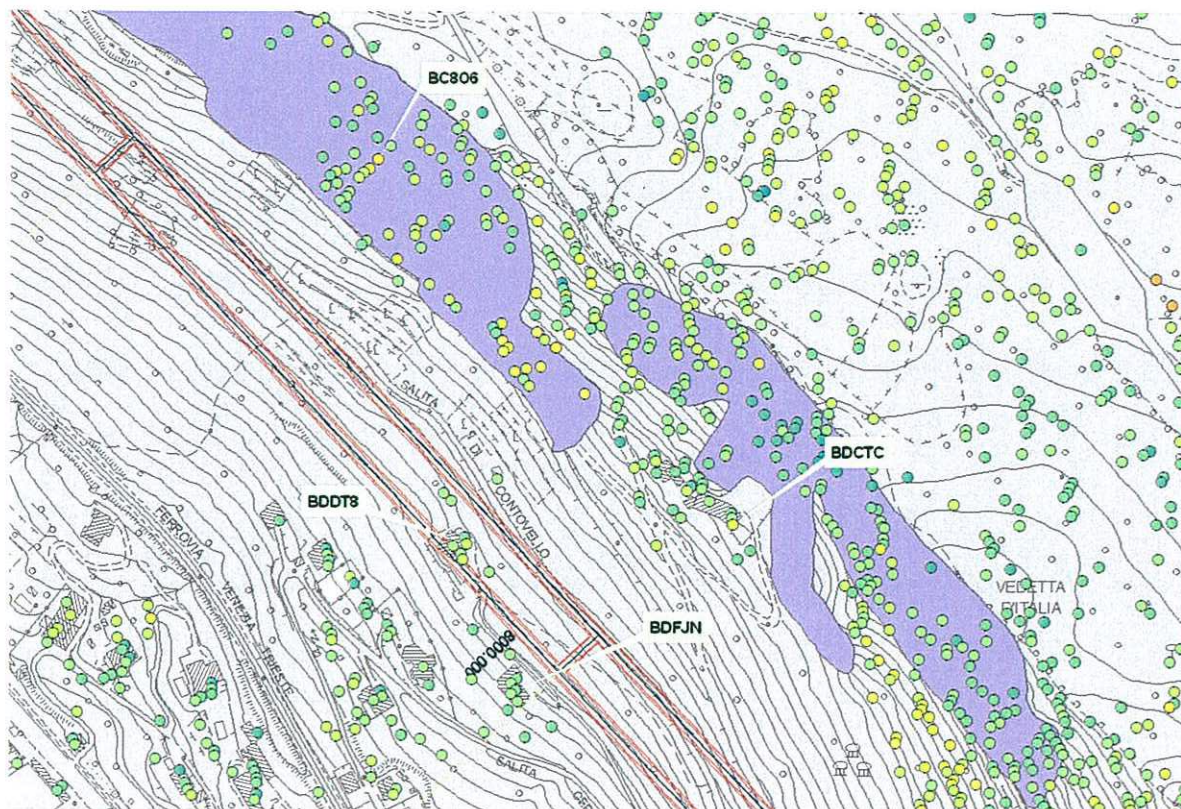 BC806
SALITA
DI
CONTOVELLO
BDCTC
BDDT8
FERROVIA
VENEZIA
TRIESTE
VEDETTA
D'ITALIA
BDFJN
8000.000
SALITA